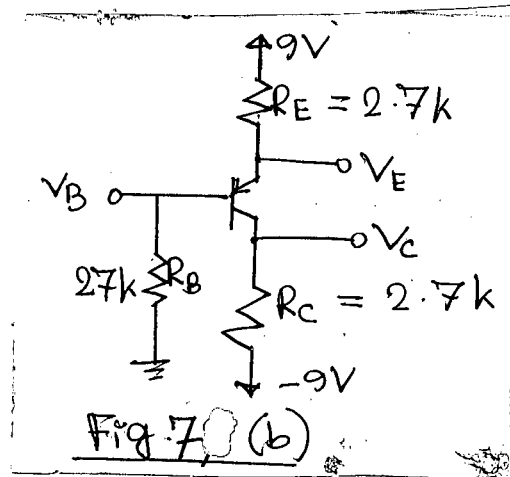 9V
RE = 2.7k
VE
VB
VC
27k RB
RC = 2.7k
-9V
Fig 7 (b)